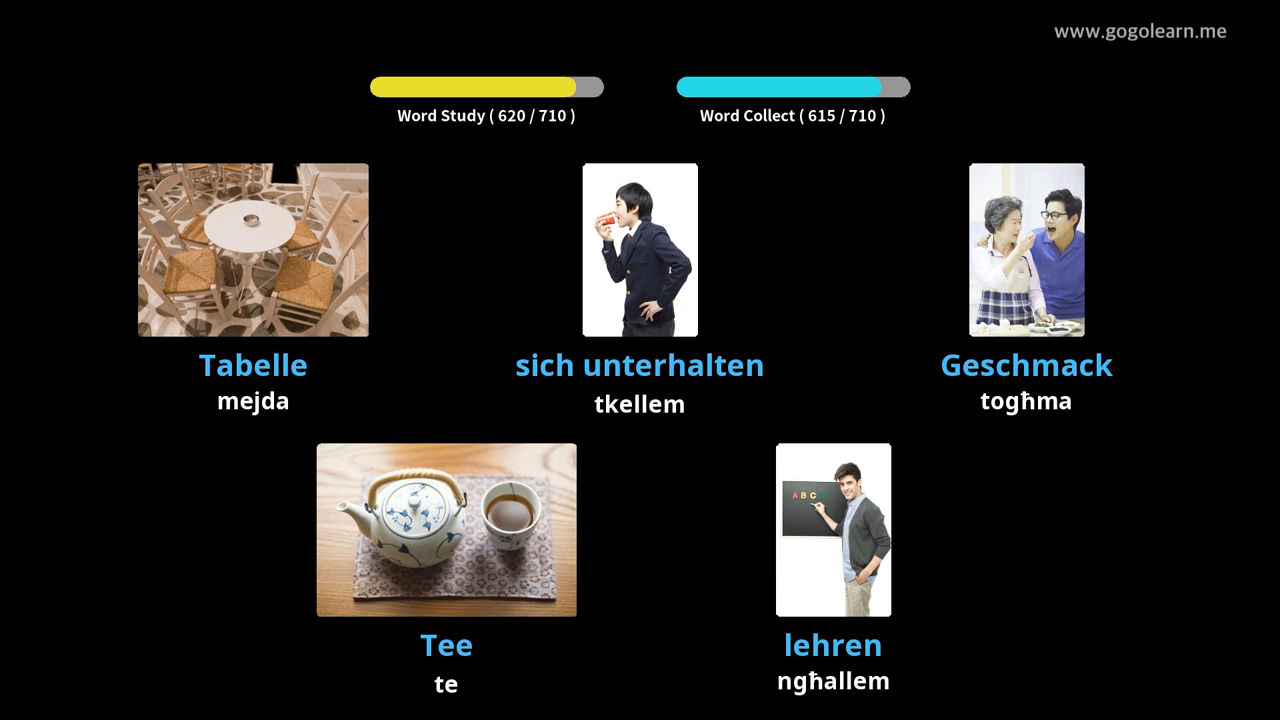 www.gogolearn.me
Word Study ( 620 / 710 )
Word Collect ( 615 / 710 )
Tabelle
mejda
sich unterhalten
tkellem
Geschmack
togħma
Tee
te
lehren
ngħallem